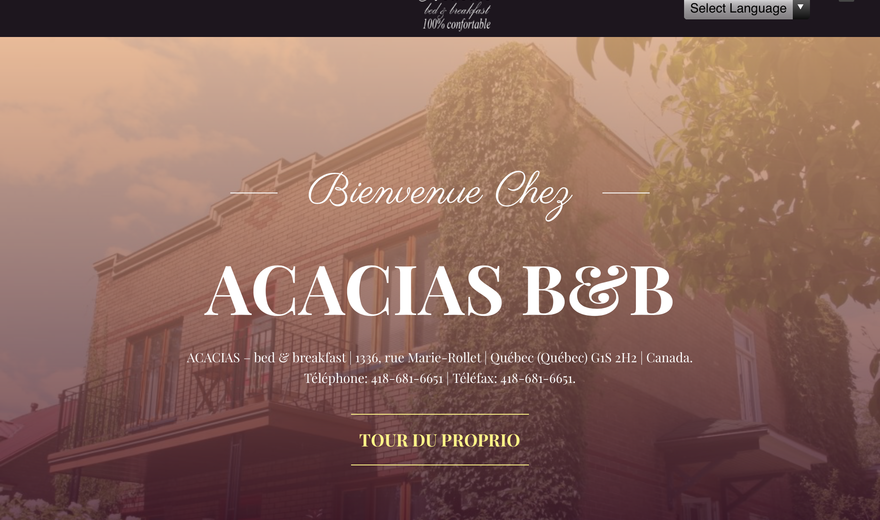 bed & breakfast
100% confortable
Select Language ▼
Bienvenue Chez
ACACIAS B&B
ACACIAS – bed & breakfast | 1336, rue Marie-Rollet | Québec (Québec) G1S 2H2 | Canada.
Téléphone: 418-681-6651 | Téléfax: 418-681-6651.
TOUR DU PROPRIO